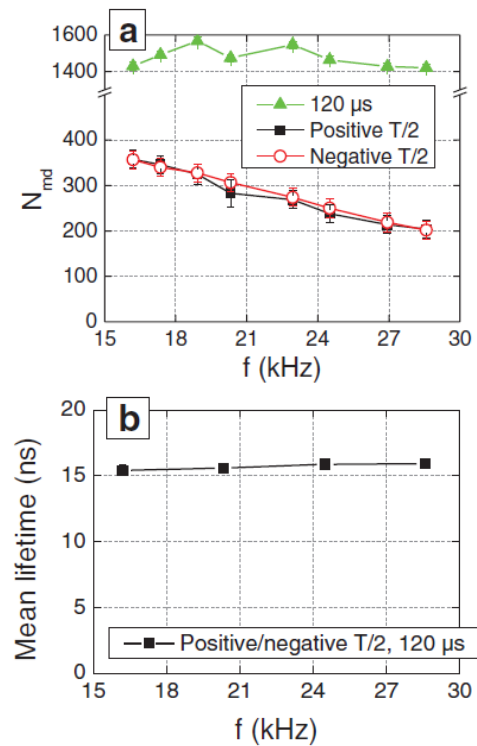 a
1600
1400
400
300
200
100
0
N_md
120 µs
Positive T/2
Negative T/2
15 18 21 24 27 30
f (kHz)
b
20
15
10
5
0
Mean lifetime (ns)
Positive/negative T/2, 120 µs
15 18 21 24 27 30
f (kHz)